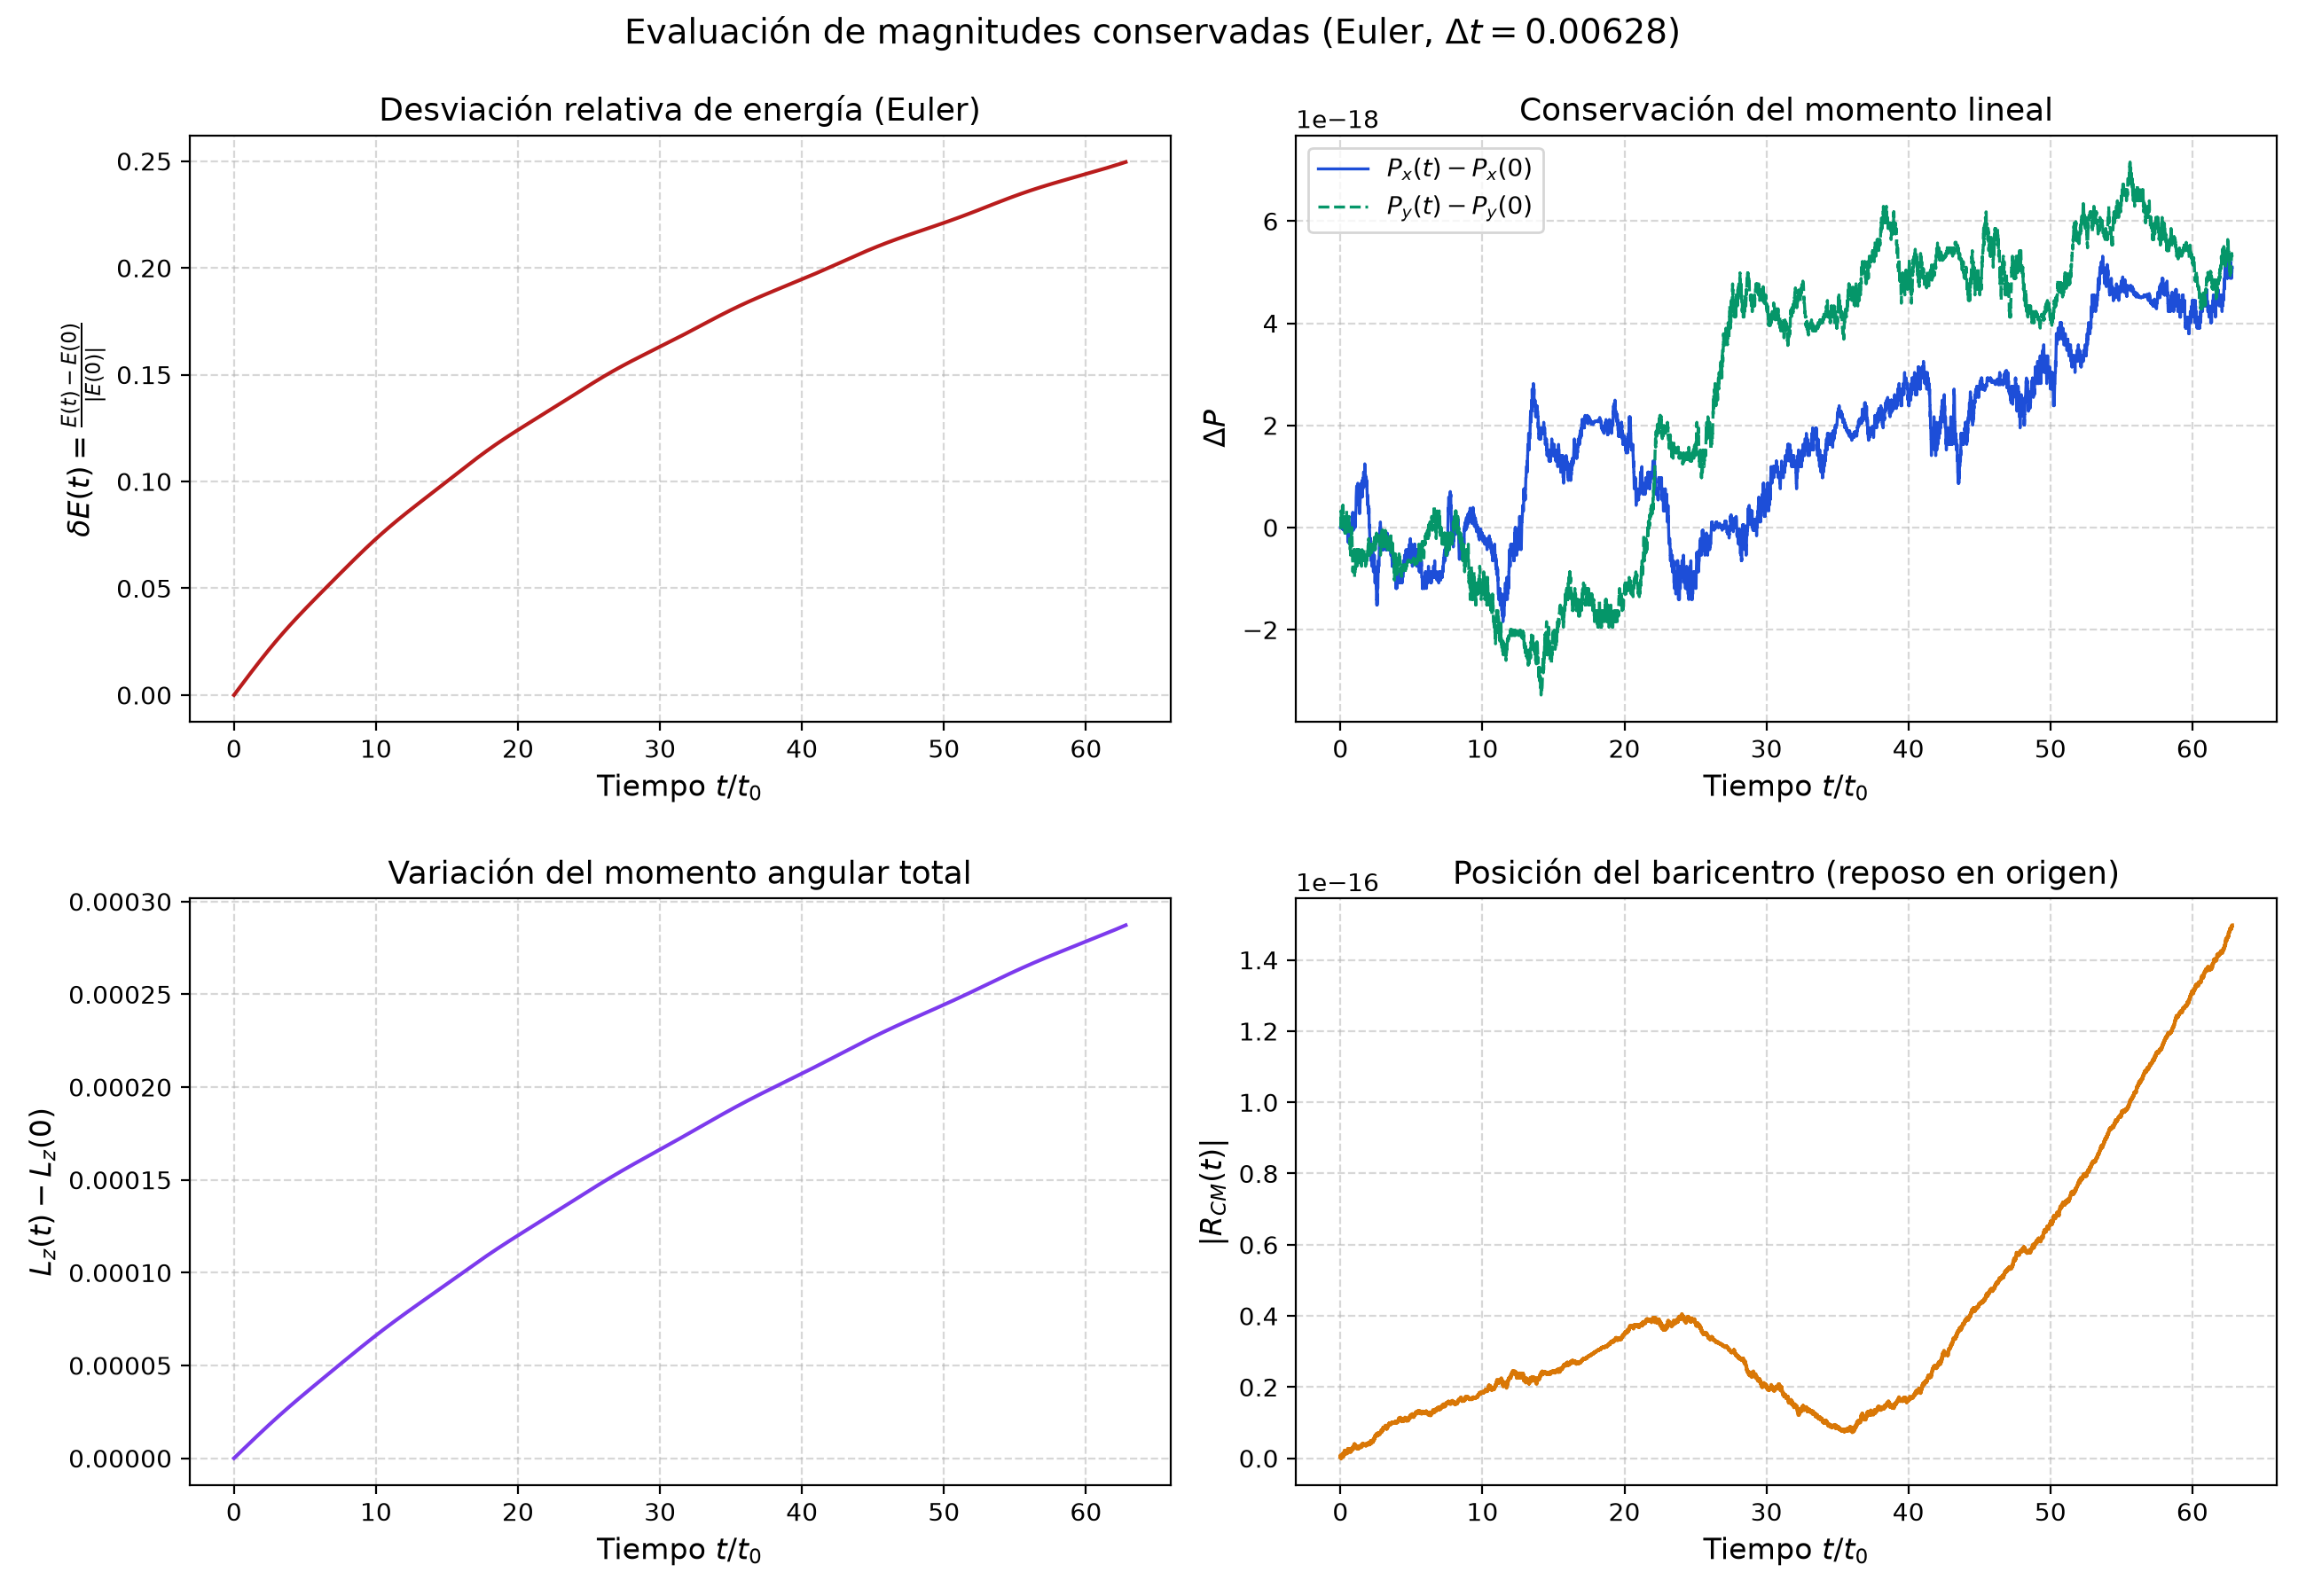 Evaluación de magnitudes conservadas (Euler, Δt = 0.00628)
Desviación relativa de energía (Euler)
δE(t) = E(t) − E(0) / |E(0)|
0.25
0.20
0.15
0.10
0.05
0.00
0 10 20 30 40 50 60
Tiempo t/t₀
Conservación del momento lineal
1e−18
Pₓ(t) − Pₓ(0)
P_y(t) − P_y(0)
ΔP
6
4
2
0
−2
0 10 20 30 40 50 60
Tiempo t/t₀
Variación del momento angular total
L_z(t) − L_z(0)
0.00030
0.00025
0.00020
0.00015
0.00010
0.00005
0.00000
0 10 20 30 40 50 60
Tiempo t/t₀
Posición del baricentro (reposo en origen)
1e−16
|R_CM(t)|
1.4
1.2
1.0
0.8
0.6
0.4
0.2
0.0
0 10 20 30 40 50 60
Tiempo t/t₀